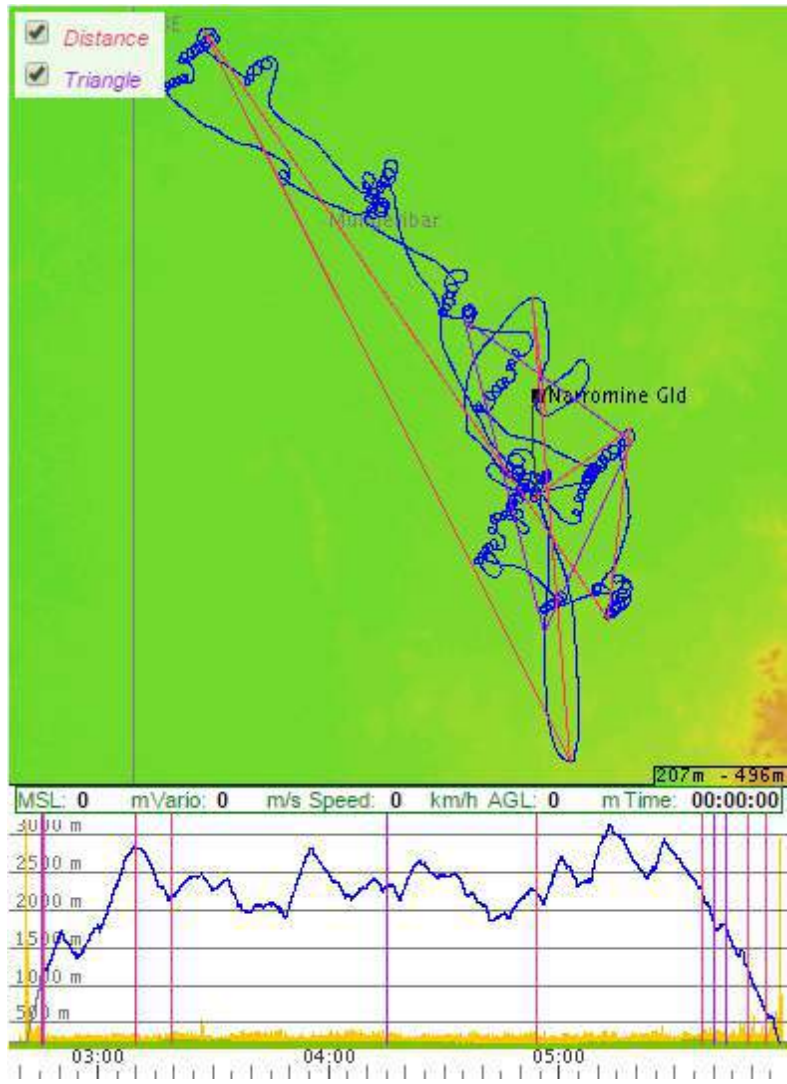 Distance
Triangle
Narromine Gld
207m - 496m
MSL: 0 mVario: 0 m/s Speed: 0 km/h AGL: 0 m Time: 00:00:00
3000 m
2500 m
2000 m
1500 m
1000 m
500 m
03:00 04:00 05:00